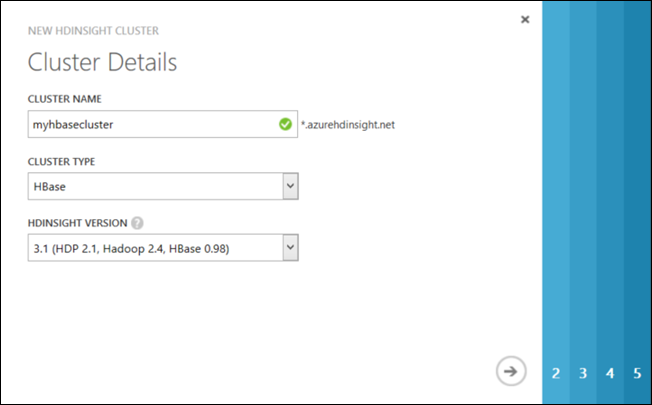 NEW HDINSIGHT CLUSTER
Cluster Details
CLUSTER NAME
myhbasecluster *.azurehdinsight.net
CLUSTER TYPE
HBase
HDINSIGHT VERSION ?
3.1 (HDP 2.1, Hadoop 2.4, HBase 0.98)
2 3 4 5